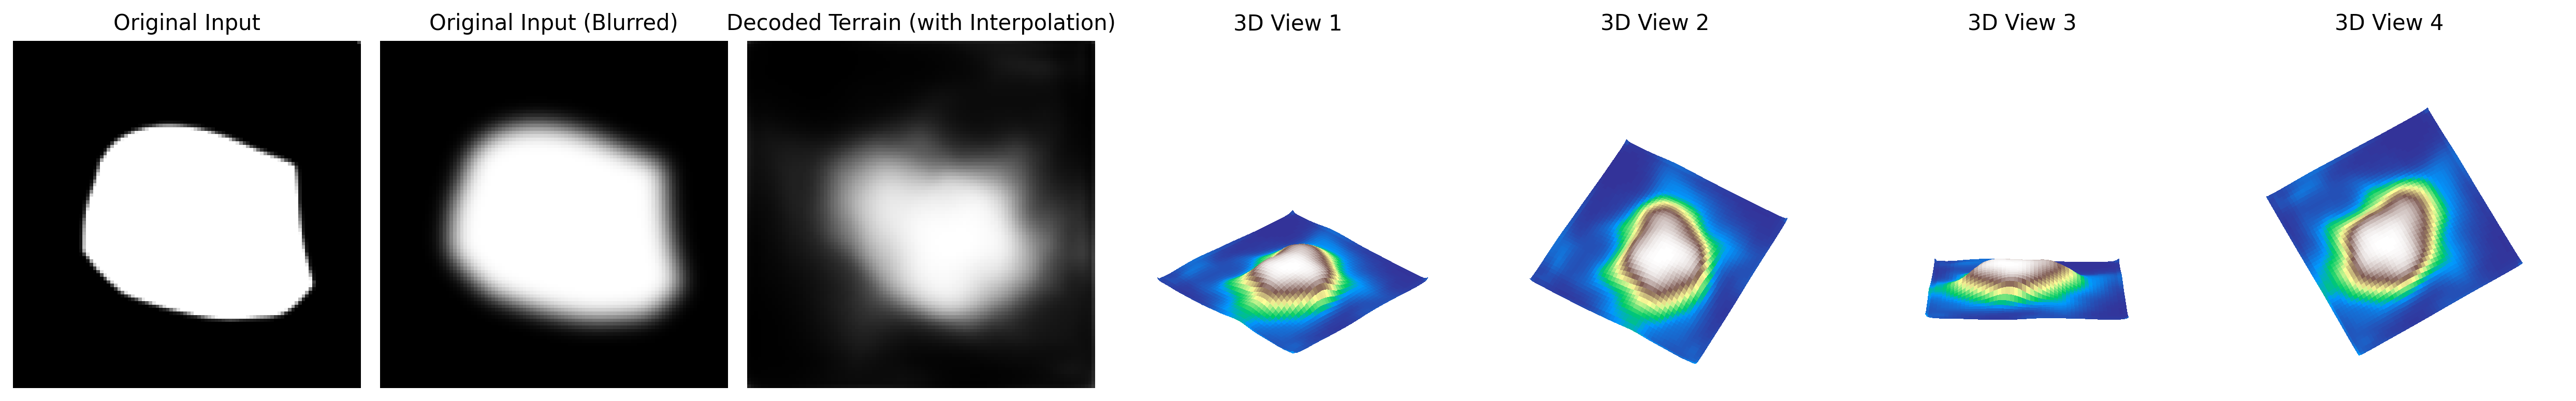 Original Input
Original Input (Blurred)
Decoded Terrain (with Interpolation)
3D View 1
3D View 2
3D View 3
3D View 4